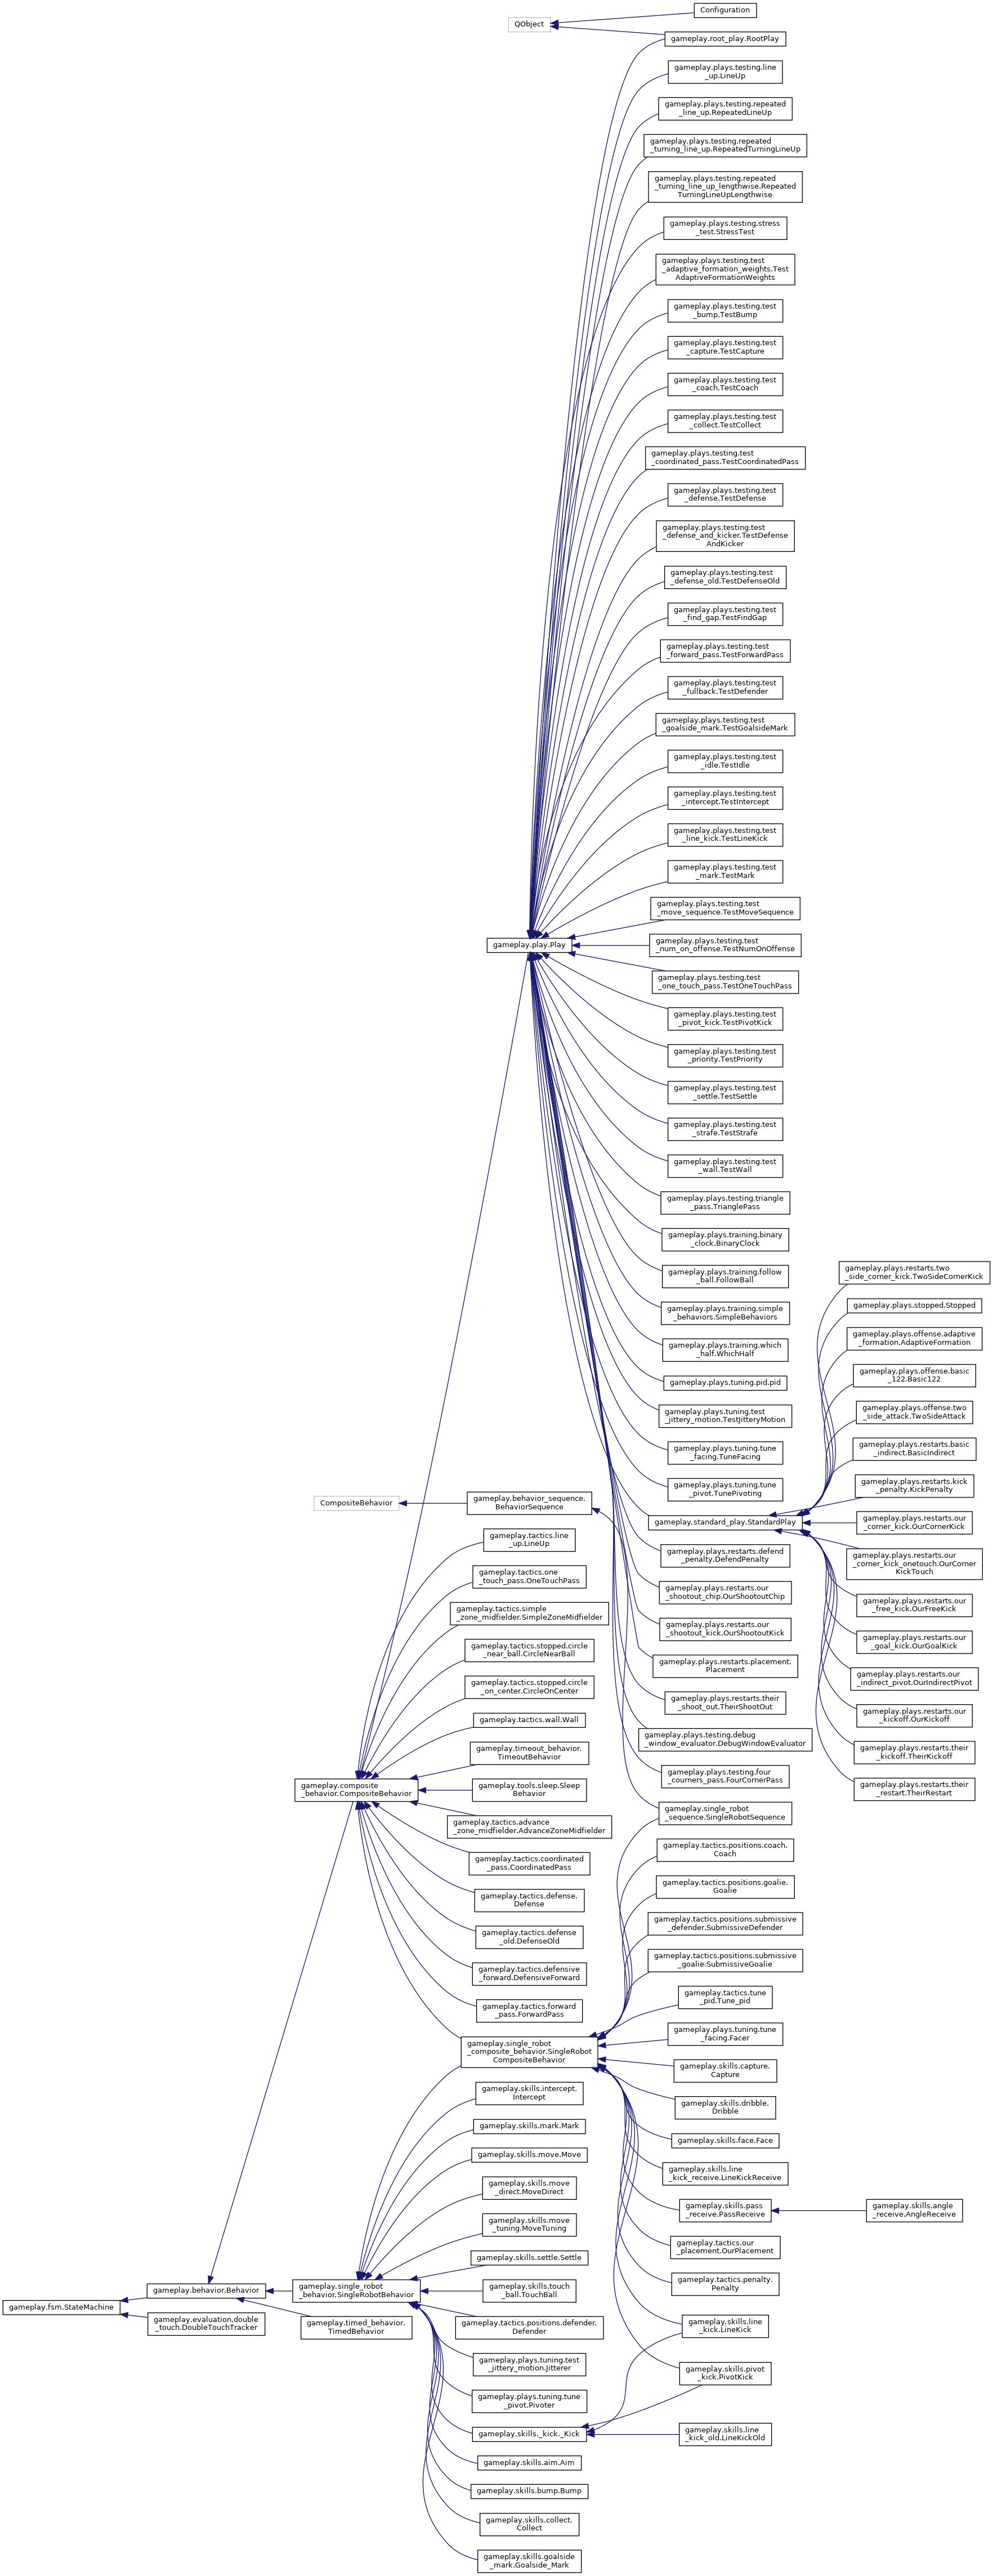 Configuration
QObject
gameplay.root_play.RootPlay
gameplay.plays.testing.line
_up.LineUp
gameplay.plays.testing.repeated
_line_up.RepeatedLineUp
gameplay.plays.testing.repeated
_turning_line_up.RepeatedTurningLineUp
gameplay.plays.testing.repeated
_turning_line_up_lengthwise.Repeated
TurningLineUpLengthwise
gameplay.plays.testing.stress
_test.StressTest
gameplay.plays.testing.test
_adaptive_formation_weights.Test
AdaptiveFormationWeights
gameplay.plays.testing.test
_bump.TestBump
gameplay.plays.testing.test
_capture.TestCapture
gameplay.plays.testing.test
_coach.TestCoach
gameplay.plays.testing.test
_collect.TestCollect
gameplay.plays.testing.test
_coordinated_pass.TestCoordinatedPass
gameplay.plays.testing.test
_defense.TestDefense
gameplay.plays.testing.test
_defense_and_kicker.TestDefense
AndKicker
gameplay.plays.testing.test
_defense_old.TestDefenseOld
gameplay.plays.testing.test
_find_gap.TestFindGap
gameplay.plays.testing.test
_forward_pass.TestForwardPass
gameplay.plays.testing.test
_fullback.TestDefender
gameplay.plays.testing.test
_goalside_mark.TestGoalsideMark
gameplay.plays.testing.test
_idle.TestIdle
gameplay.plays.testing.test
_intercept.TestIntercept
gameplay.plays.testing.test
_line_kick.TestLineKick
gameplay.plays.testing.test
_mark.TestMark
gameplay.plays.testing.test
_move_sequence.TestMoveSequence
gameplay.play.Play
gameplay.plays.testing.test
_num_on_offense.TestNumOnOffense
gameplay.plays.testing.test
_one_touch_pass.TestOneTouchPass
gameplay.plays.testing.test
_pivot_kick.TestPivotKick
gameplay.plays.testing.test
_priority.TestPriority
gameplay.plays.testing.test
_settle.TestSettle
gameplay.plays.testing.test
_strafe.TestStrafe
gameplay.plays.testing.test
_wall.TestWall
gameplay.plays.testing.triangle
_pass.TrianglePass
gameplay.plays.training.binary
_clock.BinaryClock
gameplay.plays.training.follow
_ball.FollowBall
gameplay.plays.training.simple
_behaviors.SimpleBehaviors
gameplay.plays.training.which
_half.WhichHalf
gameplay.plays.tuning.pid.pid
gameplay.plays.tuning.test
_jittery_motion.TestJitteryMotion
gameplay.plays.tuning.tune
_facing.TuneFacing
gameplay.plays.tuning.tune
_pivot.TunePivoting
gameplay.plays.restarts.two
_side_corner_kick.TwoSideCornerKick
gameplay.plays.stopped.Stopped
gameplay.plays.offense.adaptive
_formation.AdaptiveFormation
gameplay.plays.offense.basic
_122.Basic122
gameplay.plays.offense.two
_side_attack.TwoSideAttack
gameplay.plays.restarts.basic
_indirect.BasicIndirect
gameplay.plays.restarts.kick
_penalty.KickPenalty
gameplay.standard_play.StandardPlay
gameplay.plays.restarts.our
_corner_kick.OurCornerKick
gameplay.plays.restarts.our
_corner_kick_onetouch.OurCorner
KickTouch
gameplay.plays.restarts.our
_free_kick.OurFreeKick
gameplay.plays.restarts.our
_goal_kick.OurGoalKick
gameplay.plays.restarts.our
_indirect_pivot.OurIndirectPivot
gameplay.plays.restarts.our
_kickoff.OurKickoff
gameplay.plays.restarts.their
_kickoff.TheirKickoff
gameplay.plays.restarts.their
_restart.TheirRestart
gameplay.plays.restarts.defend
_penalty.DefendPenalty
gameplay.plays.restarts.our
_shootout_chip.OurShootoutChip
gameplay.plays.restarts.our
_shootout_kick.OurShootoutKick
gameplay.plays.restarts.placement.
Placement
gameplay.plays.restarts.their
_shoot_out.TheirShootOut
gameplay.plays.testing.debug
_window_evaluator.DebugWindowEvaluator
gameplay.plays.testing.four
_courners_pass.FourCornerPass
CompositeBehavior
gameplay.behavior_sequence.
BehaviorSequence
gameplay.tactics.line
_up.LineUp
gameplay.tactics.one
_touch_pass.OneTouchPass
gameplay.tactics.simple
_zone_midfielder.SimpleZoneMidfielder
gameplay.tactics.stopped.circle
_near_ball.CircleNearBall
gameplay.tactics.stopped.circle
_on_center.CircleOnCenter
gameplay.tactics.wall.Wall
gameplay.timeout_behavior.
TimeoutBehavior
gameplay.composite
_behavior.CompositeBehavior
gameplay.tools.sleep.Sleep
Behavior
gameplay.tactics.advance
_zone_midfielder.AdvanceZoneMidfielder
gameplay.tactics.coordinated
_pass.CoordinatedPass
gameplay.tactics.defense.
Defense
gameplay.tactics.defense
_old.DefenseOld
gameplay.tactics.defensive
_forward.DefensiveForward
gameplay.tactics.forward
_pass.ForwardPass
gameplay.single_robot
_composite_behavior.SingleRobot
CompositeBehavior
gameplay.single_robot
_sequence.SingleRobotSequence
gameplay.tactics.positions.coach.
Coach
gameplay.tactics.positions.goalie.
Goalie
gameplay.tactics.positions.submissive
_defender.SubmissiveDefender
gameplay.tactics.positions.submissive
_goalie.SubmissiveGoalie
gameplay.tactics.tune
_pid.Tune_pid
gameplay.plays.tuning.tune
_facing.Facer
gameplay.skills.capture.
Capture
gameplay.skills.dribble.
Dribble
gameplay.skills.face.Face
gameplay.skills.line
_kick_receive.LineKickReceive
gameplay.skills.pass
_receive.PassReceive
gameplay.skills.angle
_receive.AngleReceive
gameplay.tactics.our
_placement.OurPlacement
gameplay.tactics.penalty.
Penalty
gameplay.skills.line
_kick.LineKick
gameplay.skills.pivot
_kick.PivotKick
gameplay.skills.line
_kick_old.LineKickOld
gameplay.skills.intercept.
Intercept
gameplay.skills.mark.Mark
gameplay.skills.move.Move
gameplay.skills.move
_direct.MoveDirect
gameplay.skills.move
_tuning.MoveTuning
gameplay.skills.settle.Settle
gameplay.fsm.StateMachine
gameplay.behavior.Behavior
gameplay.evaluation.double
_touch.DoubleTouchTracker
gameplay.single_robot
_behavior.SingleRobotBehavior
gameplay.timed_behavior.
TimedBehavior
gameplay.skills.touch
_ball.TouchBall
gameplay.tactics.positions.defender.
Defender
gameplay.plays.tuning.test
_jittery_motion.Jitterer
gameplay.plays.tuning.tune
_pivot.Pivoter
gameplay.skills._kick._Kick
gameplay.skills.aim.Aim
gameplay.skills.bump.Bump
gameplay.skills.collect.
Collect
gameplay.skills.goalside
_mark.Goalside_Mark